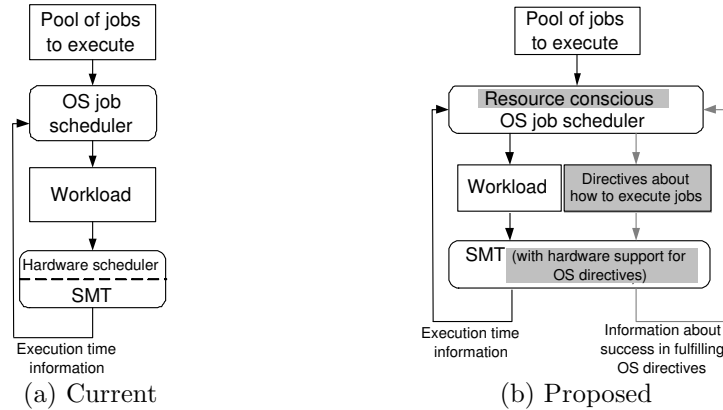 Pool of jobs
to execute
OS job
scheduler
Workload
Hardware scheduler
SMT
Execution time
information
(a) Current
Pool of jobs
to execute
Resource conscious
OS job scheduler
Workload
Directives about
how to execute jobs
SMT (with hardware support for
OS directives)
Execution time
information
Information about
success in fulfilling
OS directives
(b) Proposed